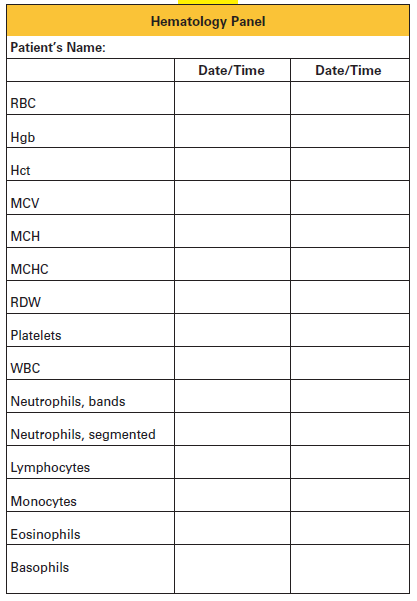 Hematology Panel
Patient's Name:
Date/Time Date/Time
RBC
Hgb
Hct
MCV
MCH
MCHC
RDW
Platelets
WBC
Neutrophils, bands
Neutrophils, segmented
Lymphocytes
Monocytes
Eosinophils
Basophils